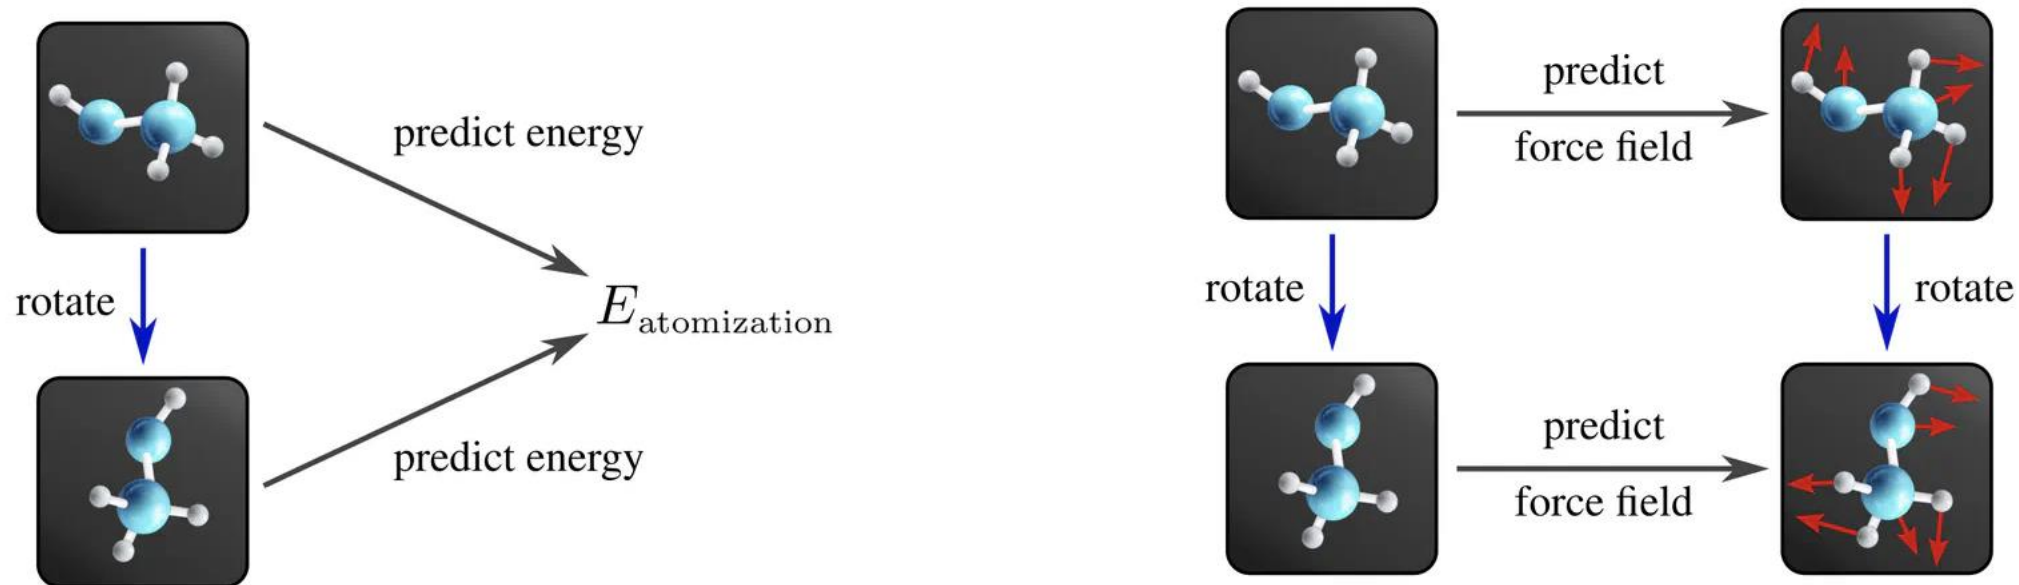 predict energy
rotate
E_atomization
predict energy
predict
force field
rotate
rotate
predict
force field